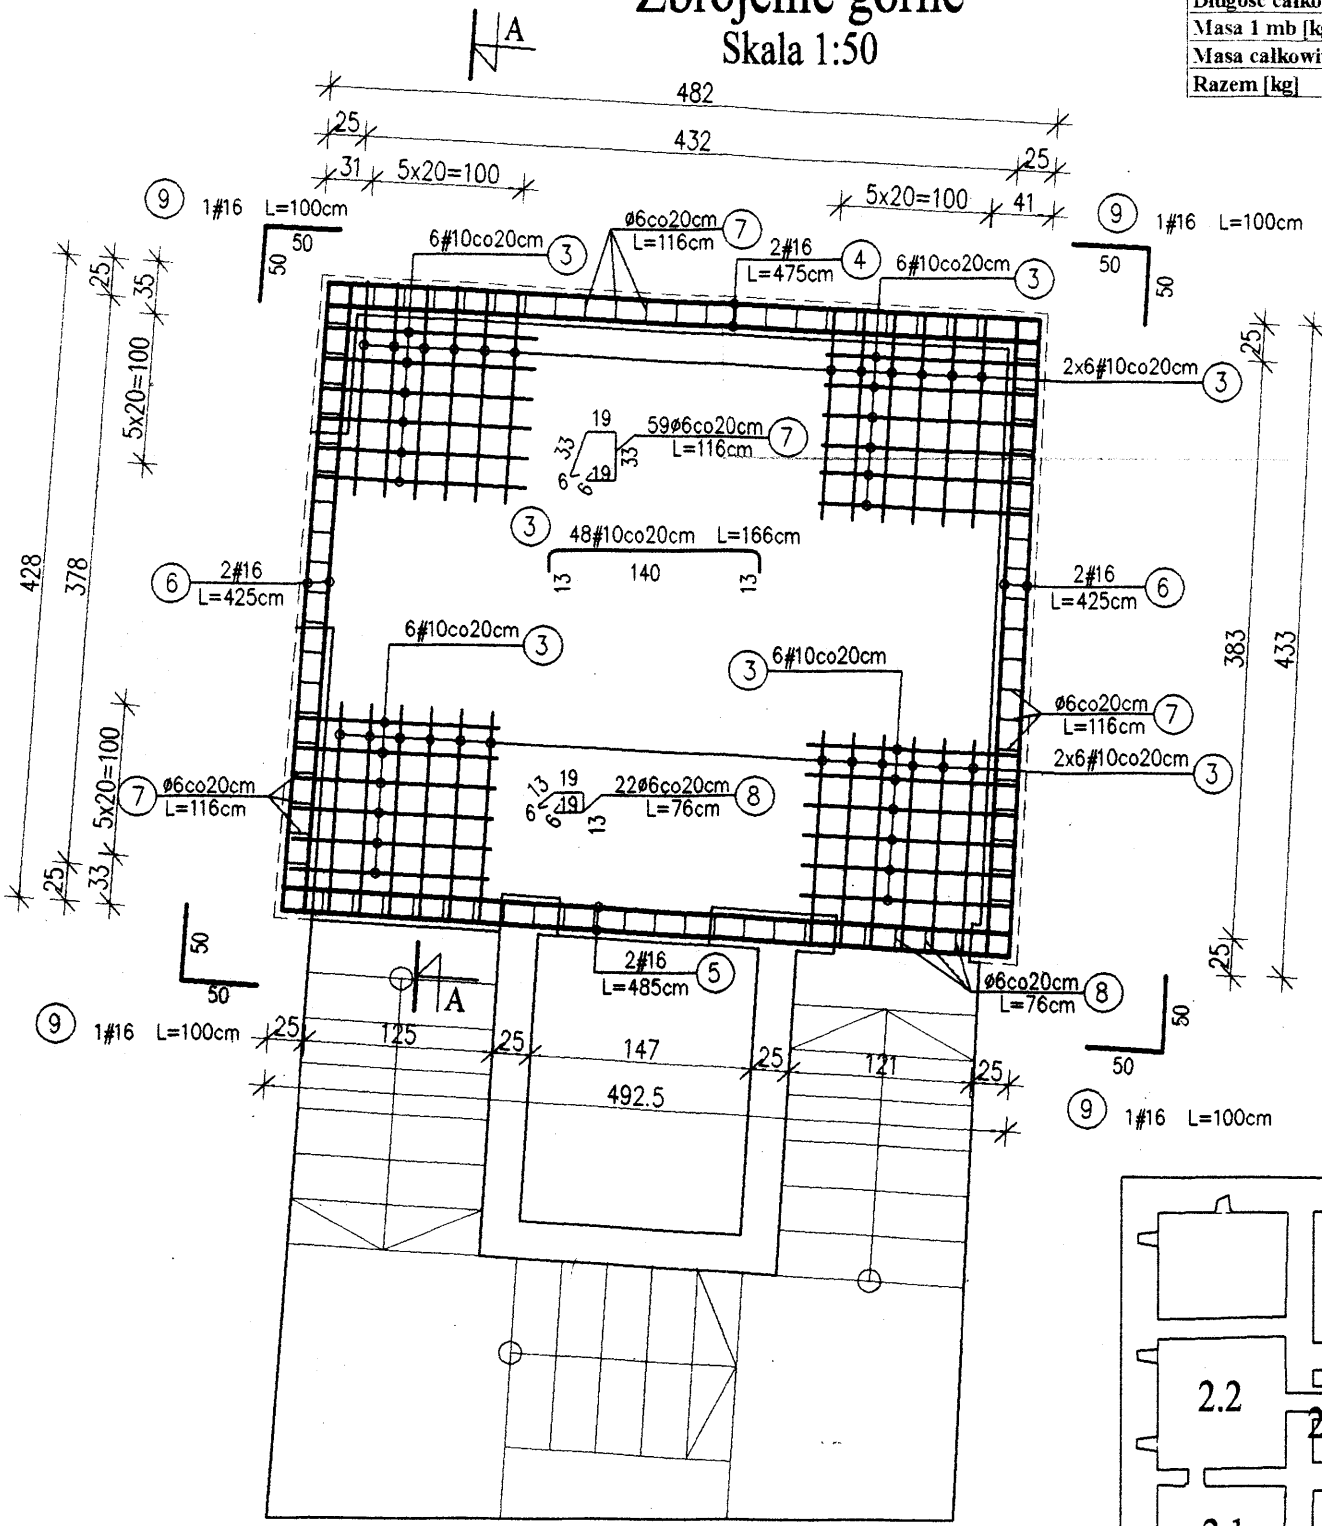 Zbrojenie górne
Skala 1:50
A
Masa 1 mb [k
Masa całkowi
Razem [kg]
482
25
432
25
31
5x20=100
5x20=100
41
9
1#16 L=100cm
50
50
9
1#16 L=100cm
50
50
6#10co20cm
3
ø6co20cm
L=116cm
7
2#16
L=475cm
4
6#10co20cm
3
25
35
5x20=100
25
2x6#10co20cm
3
19
33
33
6
6
19
59ø6co20cm
L=116cm
7
3
48#10co20cm L=166cm
13
140
13
428
378
6
2#16
L=425cm
2#16
L=425cm
6
383
433
6#10co20cm
3
3
6#10co20cm
ø6co20cm
L=116cm
7
2x6#10co20cm
3
5x20=100
7
ø6co20cm
L=116cm
13
19
6
6
19
13
22ø6co20cm
L=76cm
8
25
33
25
50
50
2#16
L=485cm
5
A
ø6co20cm
L=76cm
8
50
50
9
1#16 L=100cm
25
125
25
147
25
121
25
492.5
9
1#16 L=100cm
2.2
2